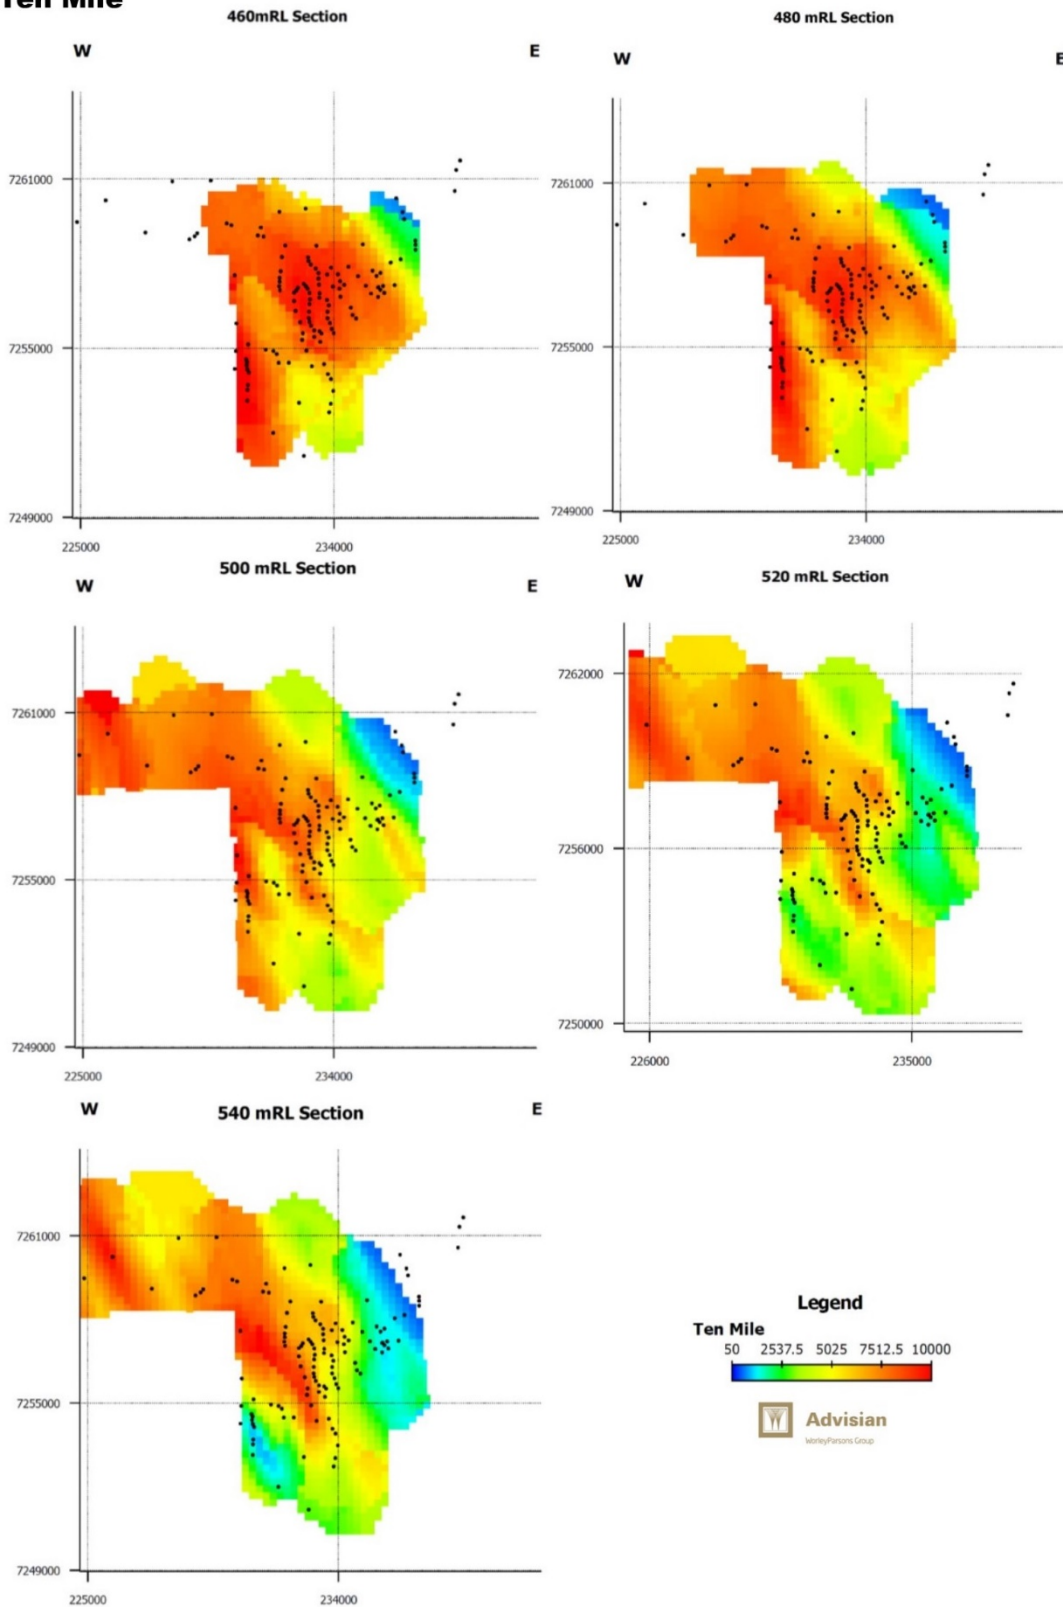 Ten Mile
460mRL Section
W E
7261000
7255000
7249000
225000 234000
480 mRL Section
W E
7261000
7255000
7249000
225000 234000
500 mRL Section
W E
7261000
7255000
7249000
225000 234000
520 mRL Section
W
7262000
7256000
7250000
226000 235000
540 mRL Section
W E
7261000
7255000
7249000
225000 234000
Legend
Ten Mile
50 2537.5 5025 7512.5 10000
Advisian
WorleyParsons Group